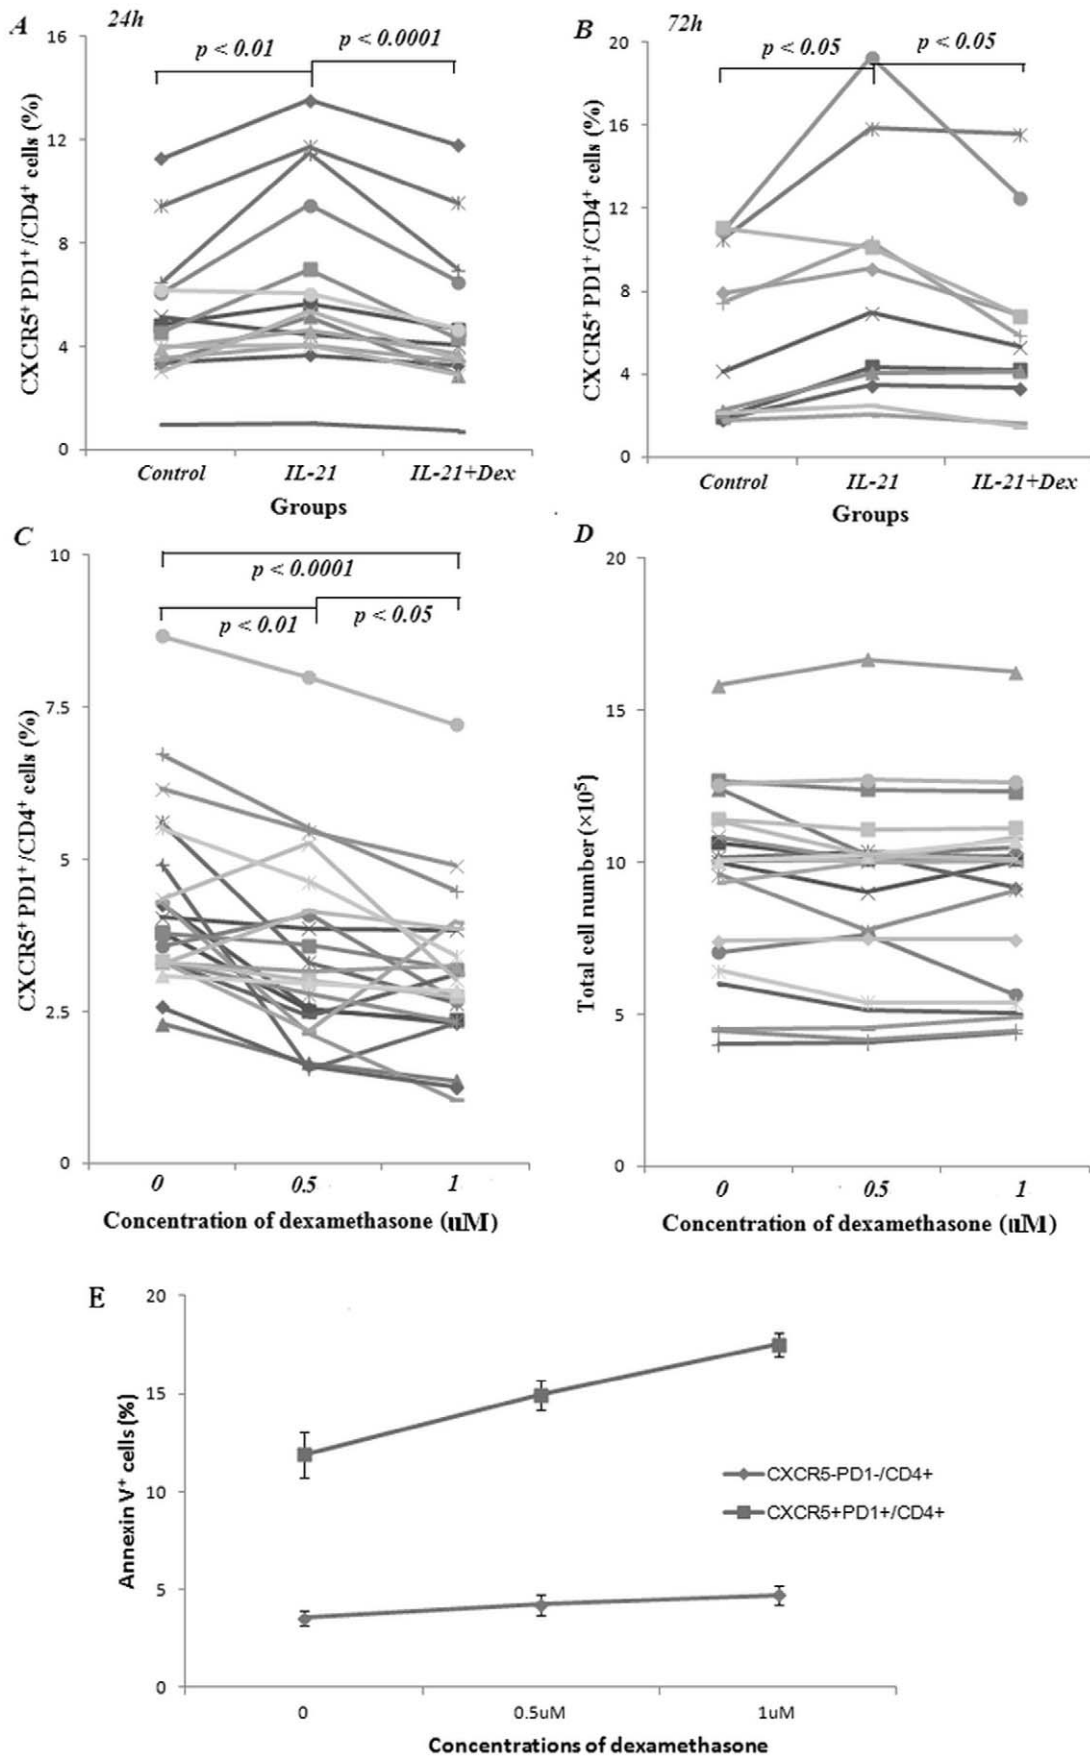 A 24h
16
12
8
4
0
p < 0.01
p < 0.0001
CXCR5⁺ PD1⁺ /CD4⁺ cells (%)
Control IL-21 IL-21+Dex
Groups
B 72h
20
16
12
8
4
0
p < 0.05
p < 0.05
CXCR5⁺ PD1⁺ /CD4⁺ cells (%)
Control IL-21 IL-21+Dex
Groups
C
10
7.5
5
2.5
0
p < 0.0001
p < 0.01
p < 0.05
CXCR5⁺ PD1⁺ /CD4⁺ cells (%)
0 0.5 1
Concentration of dexamethasone (uM)
D
20
15
10
5
0
Total cell number (×10⁵)
0 0.5 1
Concentration of dexamethasone (uM)
E
20
15
10
5
0
Annexin V⁺ cells (%)
CXCR5-PD1-/CD4+
CXCR5+PD1+/CD4+
0 0.5uM 1uM
Concentrations of dexamethasone